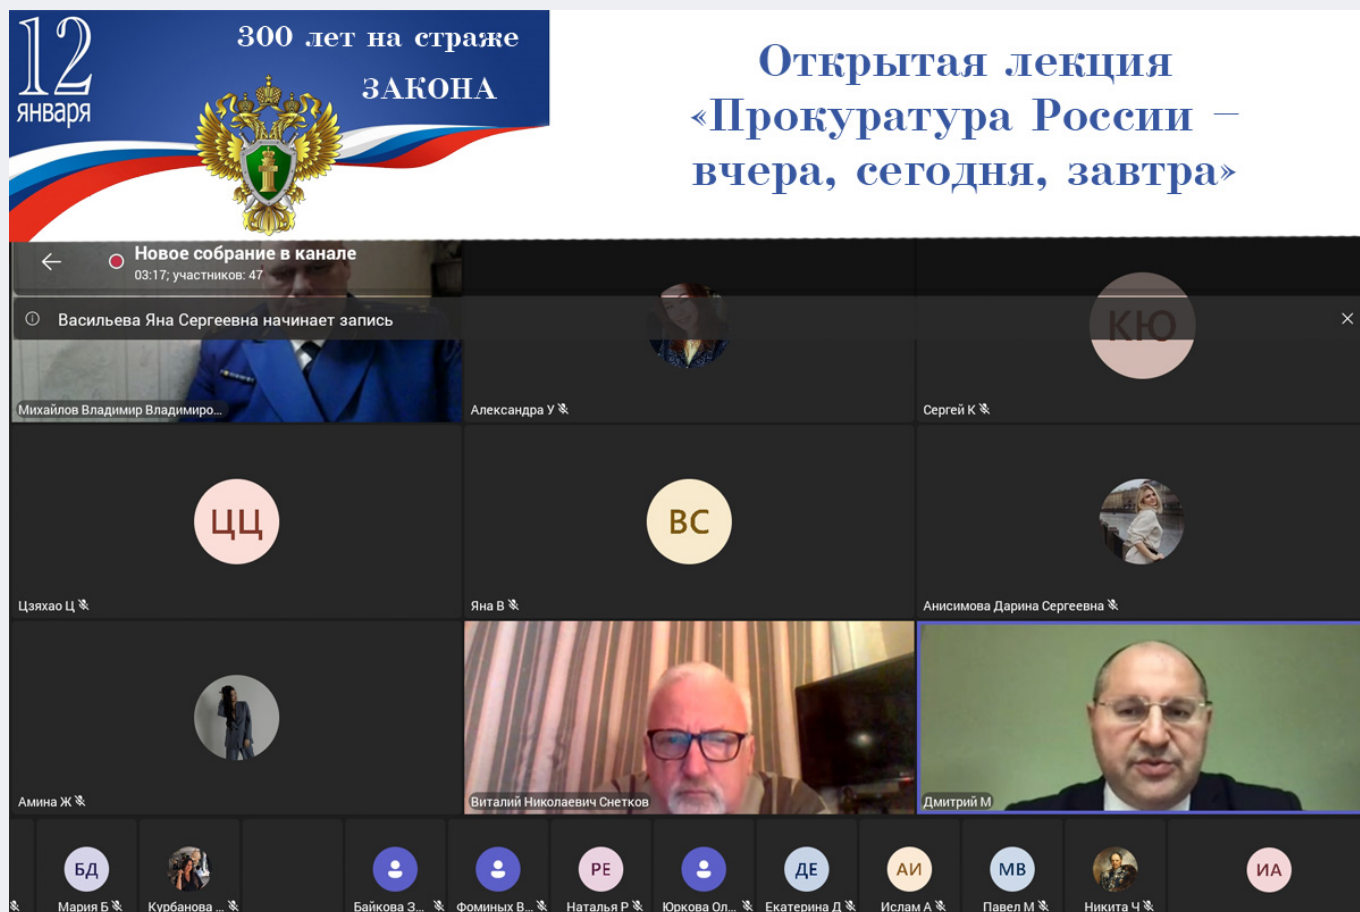 12
января
300 лет на страже
ЗАКОНА
Открытая лекция
«Прокуратура России –
вчера, сегодня, завтра»
Новое собрание в канале
03:17; участников: 47
Васильева Яна Сергеевна начинает запись
КЮ
Михайлов Владимир Владимиро...
Александра У
Сергей К
ЦЦ
ВС
Цзяхао Ц
Яна В
Анисимова Дарина Сергеевна
Амина Ж
Виталий Николаевич Снетков
Дмитрий М
БД
РЕ
ДЕ
АИ
МВ
ИА
Мария Б
Курбанова ...
Байкова З...
Фоминых В...
Наталья Р
Юркова Ол...
Екатерина Д
Ислам А
Павел М
Никита Ч